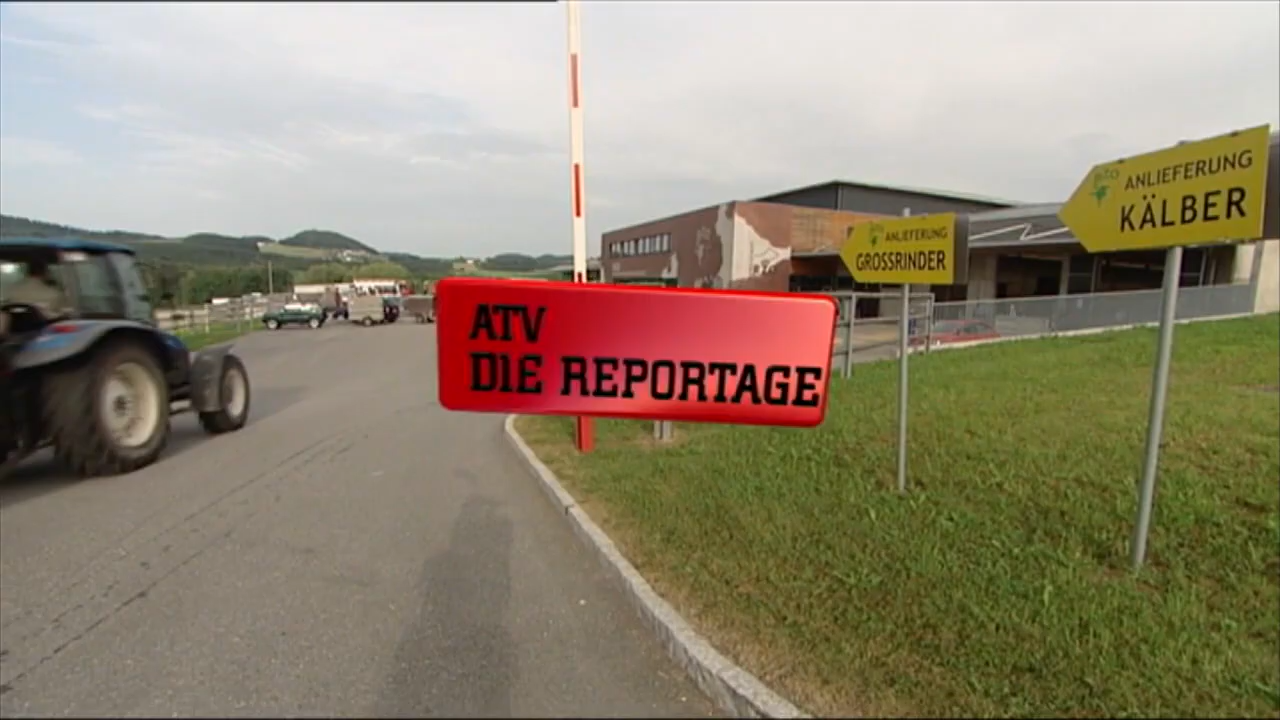 ATV
DIE REPORTAGE
ANLIEFERUNG
GROSSRINDER
ANLIEFERUNG
KÄLBER